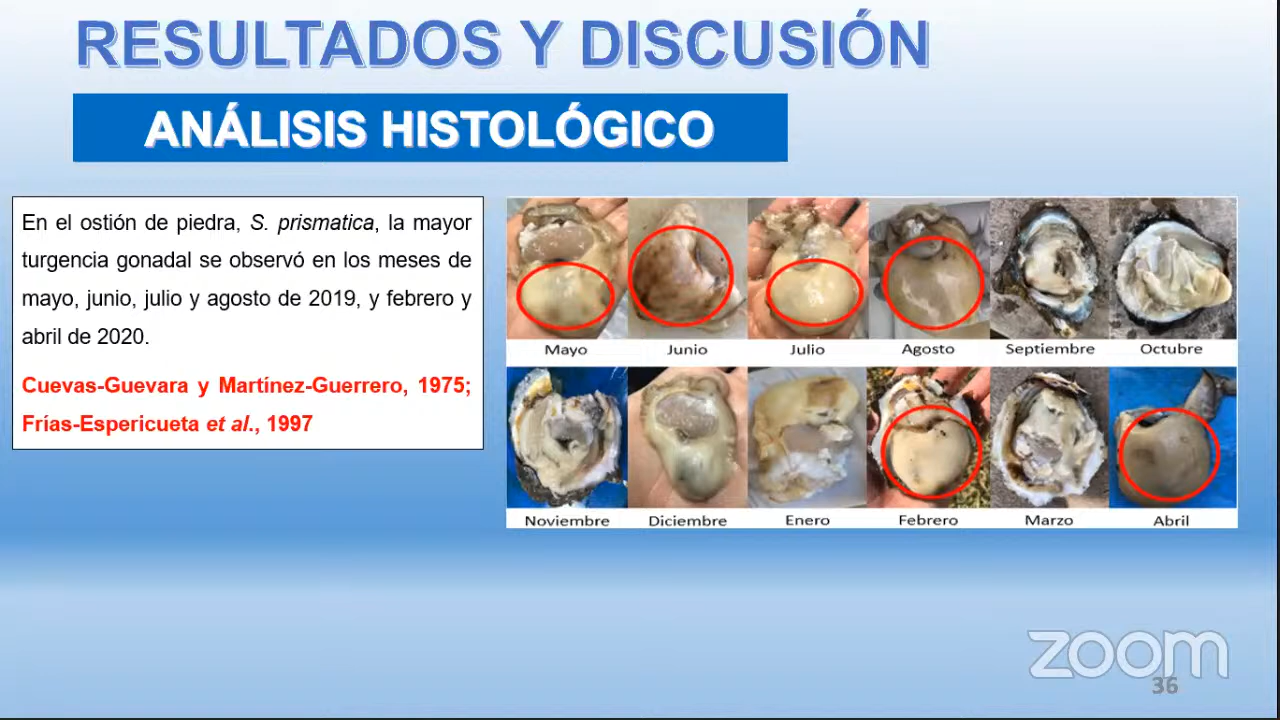 RESULTADOS Y DISCUSIÓN
ANÁLISIS HISTOLÓGICO
En el ostión de piedra, S. prismatica, la mayor
turgencia gonadal se observó en los meses de
mayo, junio, julio y agosto de 2019, y febrero y
abril de 2020.
Cuevas-Guevara y Martínez-Guerrero, 1975;
Frías-Espericueta et al., 1997
Mayo Junio Julio Agosto Septiembre Octubre
Noviembre Diciembre Enero Febrero Marzo Abril
zoom
36